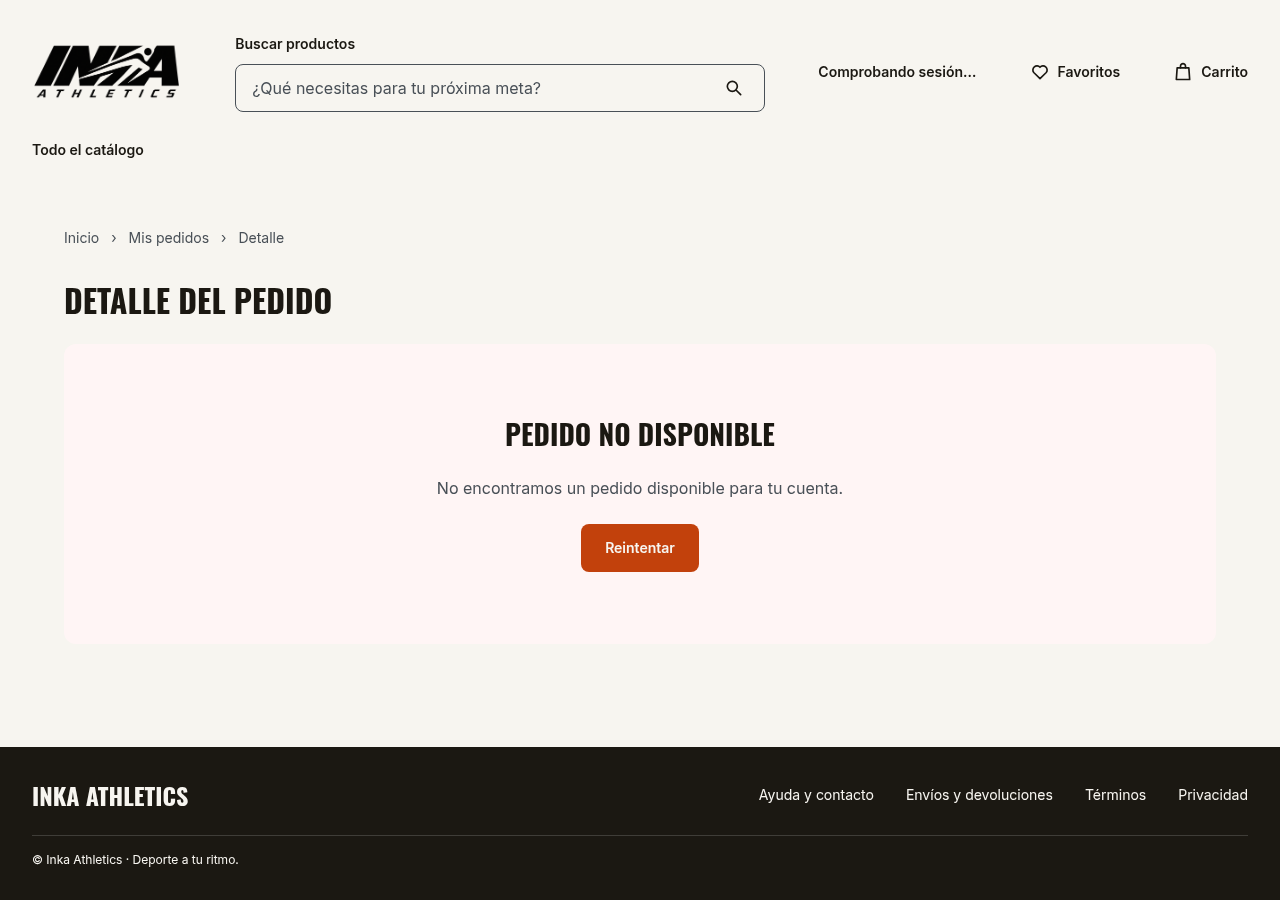 INKA
ATHLETICS
Buscar productos
¿Qué necesitas para tu próxima meta?
Comprobando sesión...
Favoritos
Carrito
Todo el catálogo
Inicio › Mis pedidos › Detalle
DETALLE DEL PEDIDO
PEDIDO NO DISPONIBLE
No encontramos un pedido disponible para tu cuenta.
Reintentar
INKA ATHLETICS
Ayuda y contacto
Envíos y devoluciones
Términos
Privacidad
© Inka Athletics · Deporte a tu ritmo.